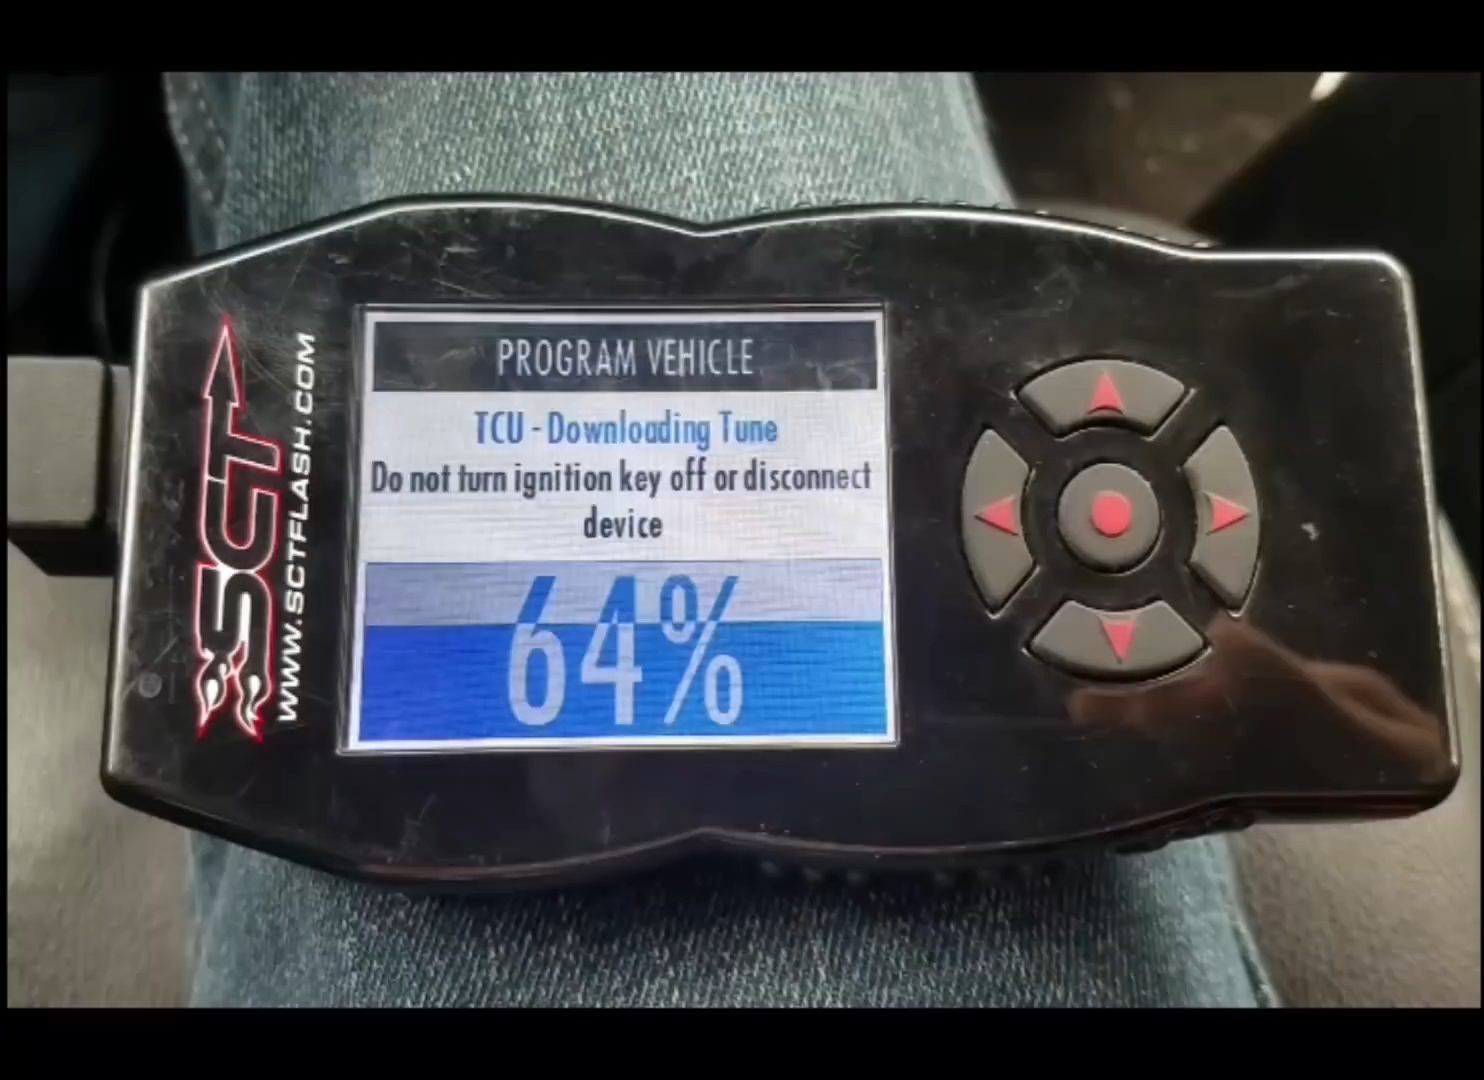 SCT
WWW.SCTFLASH.COM
PROGRAM VEHICLE
TCU - Downloading Tune
Do not turn ignition key off or disconnect
device
64%